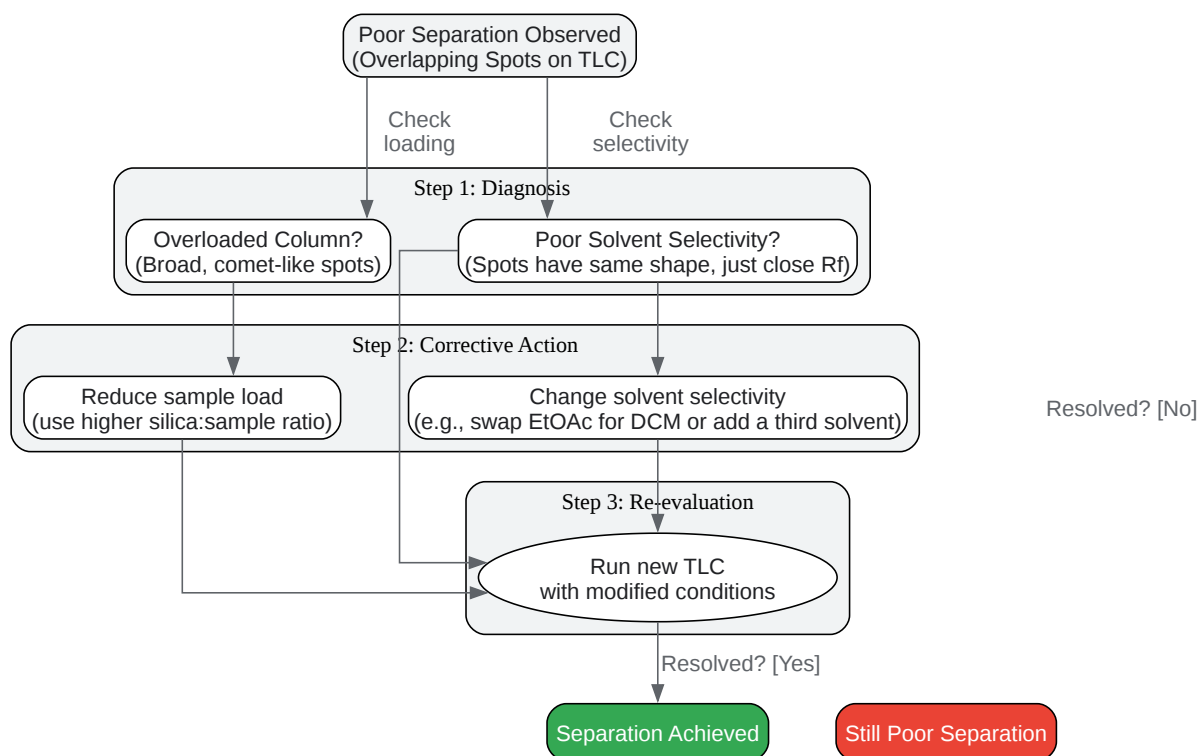 Poor Separation Observed
(Overlapping Spots on TLC)
Check
loading
Check
selectivity
Step 1: Diagnosis
Overloaded Column?
(Broad, comet-like spots)
Poor Solvent Selectivity?
(Spots have same shape, just close Rf)
Step 2: Corrective Action
Reduce sample load
(use higher silica:sample ratio)
Change solvent selectivity
(e.g., swap EtOAc for DCM or add a third solvent)
Resolved? [No]
Step 3: Re-evaluation
Run new TLC
with modified conditions
Resolved? [Yes]
Separation Achieved
Still Poor Separation